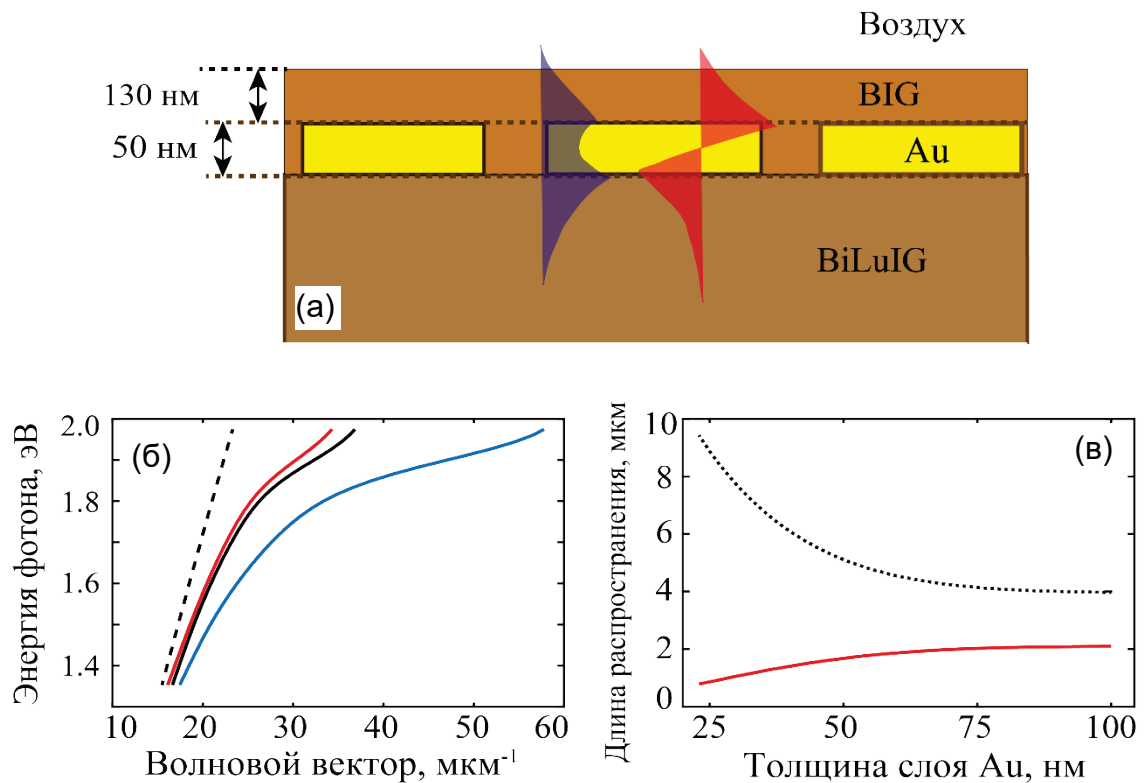 Воздух
130 нм
BIG
50 нм
Au
BiLuIG
(а)
Энергия фотона, эВ
2.0
1.8
1.6
1.4
(б)
10 20 30 40 50 60
Волновой вектор, мкм⁻¹
Длина распространения, мкм
10
8
6
4
2
0
(в)
25 50 75 100
Толщина слоя Au, нм